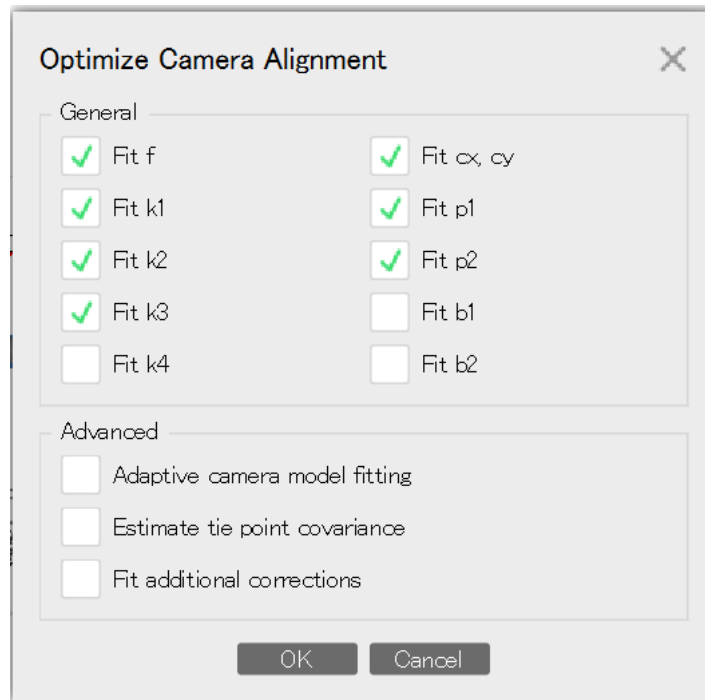 Optimize Camera Alignment
General
Fit f
Fit cx, cy
Fit k1
Fit p1
Fit k2
Fit p2
Fit k3
Fit b1
Fit k4
Fit b2
Advanced
Adaptive camera model fitting
Estimate tie point covariance
Fit additional corrections
OK
Cancel